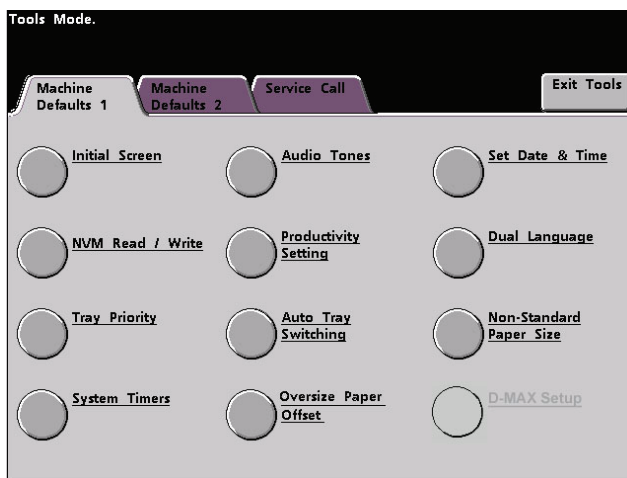 Tools Mode.
Machine
Defaults 1
Machine
Defaults 2
Service Call
Exit Tools
Initial Screen
Audio Tones
Set Date & Time
NVM Read / Write
Productivity
Setting
Dual Language
Tray Priority
Auto Tray
Switching
Non-Standard
Paper Size
System Timers
Oversize Paper
Offset
D-MAX Setup